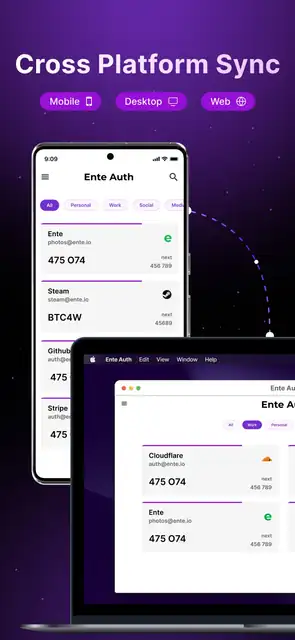 Cross Platform Sync
Mobile
Desktop
Web
9:09
Ente Auth
All
Personal
Work
Social
Ente
photos@ente.io
475 074
next
456 789
Steam
steam@ente.io
BTC4W
next
45689
Github
auth@e
475
Stripe
475
Ente Auth Edit View Window Help
Ente Au
Ente Au
All
Work
Personal
Cloudflare
auth@ente.io
475 074
next
456 789
Ente
photos@ente.io
475 074
next
456 789